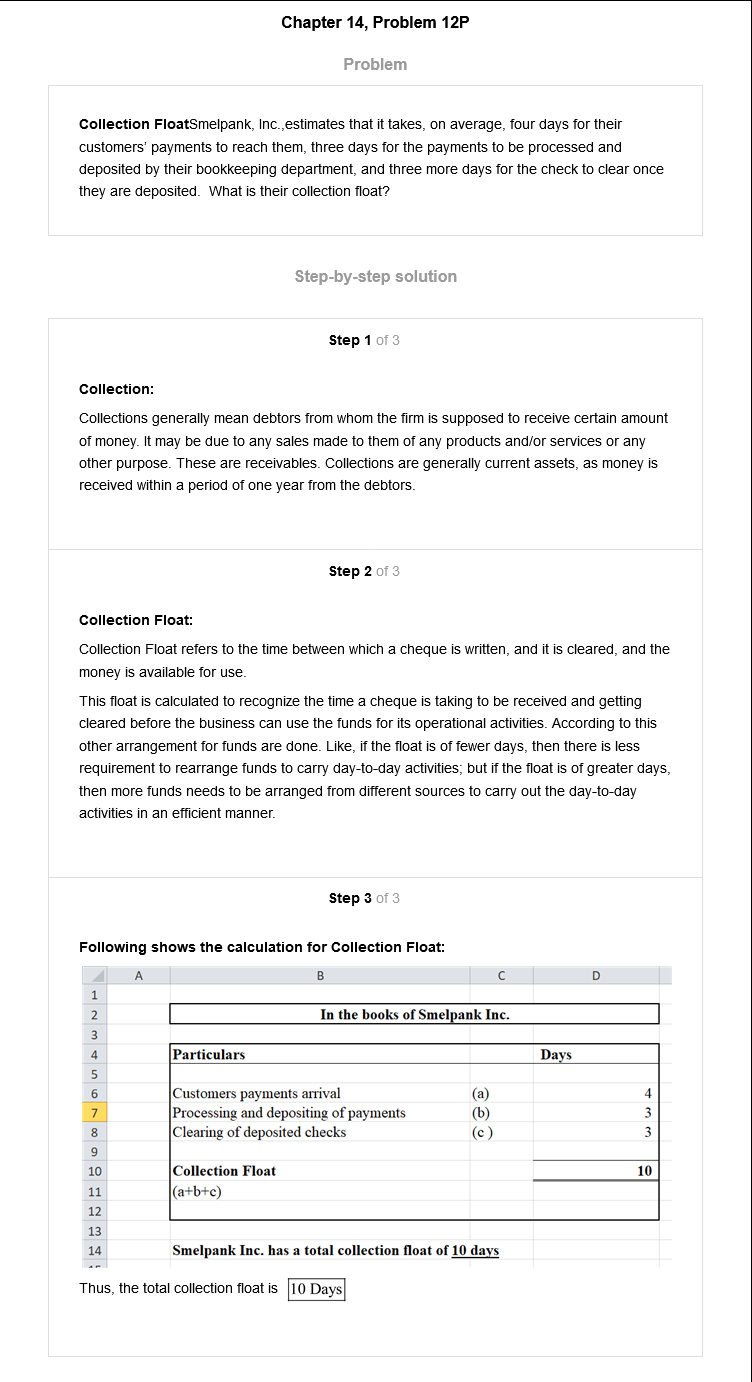 Chapter 14, Problem 12P
Problem
Collection FloatSmelpank, Inc.,estimates that it takes, on average, four days for their
customers' payments to reach them, three days for the payments to be processed and
deposited by their bookkeeping department, and three more days for the check to clear once
they are deposited.  What is their collection float?
Step-by-step solution
Step 1 of 3
Collection:
Collections generally mean debtors from whom the firm is supposed to receive certain amount
of money. It may be due to any sales made to them of any products and/or services or any
other purpose. These are receivables. Collections are generally current assets, as money is
received within a period of one year from the debtors.
Step 2 of 3
Collection Float:
Collection Float refers to the time between which a cheque is written, and it is cleared, and the
money is available for use.
This float is calculated to recognize the time a cheque is taking to be received and getting
cleared before the business can use the funds for its operational activities. According to this
other arrangement for funds are done. Like, if the float is of fewer days, then there is less
requirement to rearrange funds to carry day-to-day activities; but if the float is of greater days,
then more funds needs to be arranged from different sources to carry out the day-to-day
activities in an efficient manner.
Step 3 of 3
Following shows the calculation for Collection Float:
A B C D
1
2 In the books of Smelpank Inc.
3
4 Particulars Days
5
6 Customers payments arrival (a) 4
7 Processing and depositing of payments (b) 3
8 Clearing of deposited checks (c ) 3
9
10 Collection Float 10
11 (a+b+c)
12
13
14 Smelpank Inc. has a total collection float of 10 days
Thus, the total collection float is 10 Days